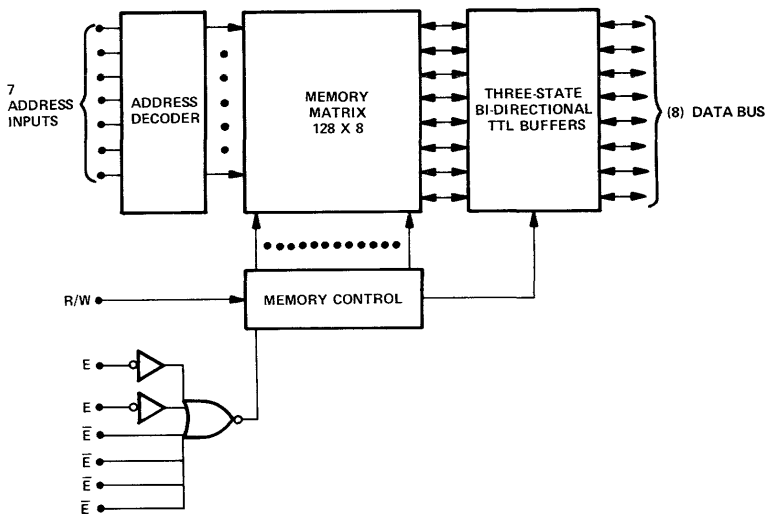 7
ADDRESS
INPUTS
ADDRESS
DECODER
MEMORY
MATRIX
128 X 8
THREE-STATE
BI-DIRECTIONAL
TTL BUFFERS
(8) DATA BUS
R/W
MEMORY CONTROL
E
E
E̅
E̅
E̅
E̅